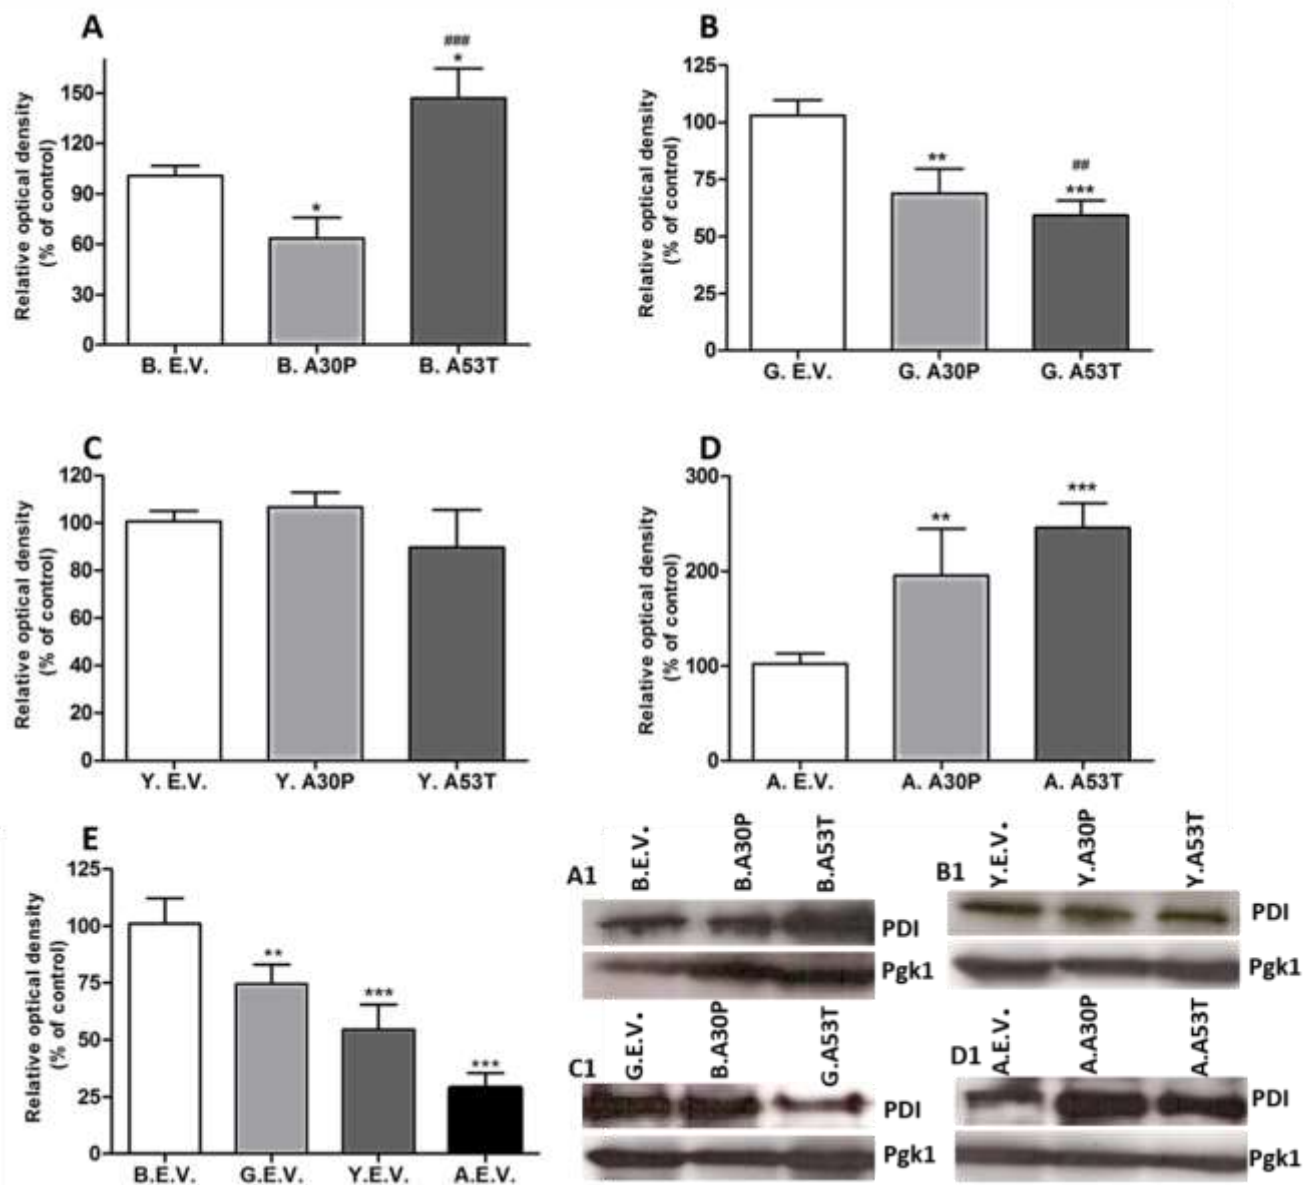 A
Relative optical density
(% of control)
150
120
90
60
30
0
###
*
*
B. E.V. B. A30P B. A53T
B
Relative optical density
(% of control)
125
100
75
50
25
0
**
##
***
G. E.V. G. A30P G. A53T
C
Relative optical density
(% of control)
120
100
80
60
40
20
0
Y. E.V. Y. A30P Y. A53T
D
Relative optical density
(% of control)
300
200
100
0
**
***
A. E.V. A. A30P A. A53T
E
Relative optical density
(% of control)
125
100
75
50
25
0
**
***
***
B.E.V. G.E.V. Y.E.V. A.E.V.
A1
B.E.V. B.A30P B.A53T
PDI
Pgk1
B1
Y.E.V. Y.A30P Y.A53T
PDI
Pgk1
C1
G.E.V. B.A30P G.A53T
PDI
Pgk1
D1
A.E.V. A.A30P A.A53T
PDI
Pgk1